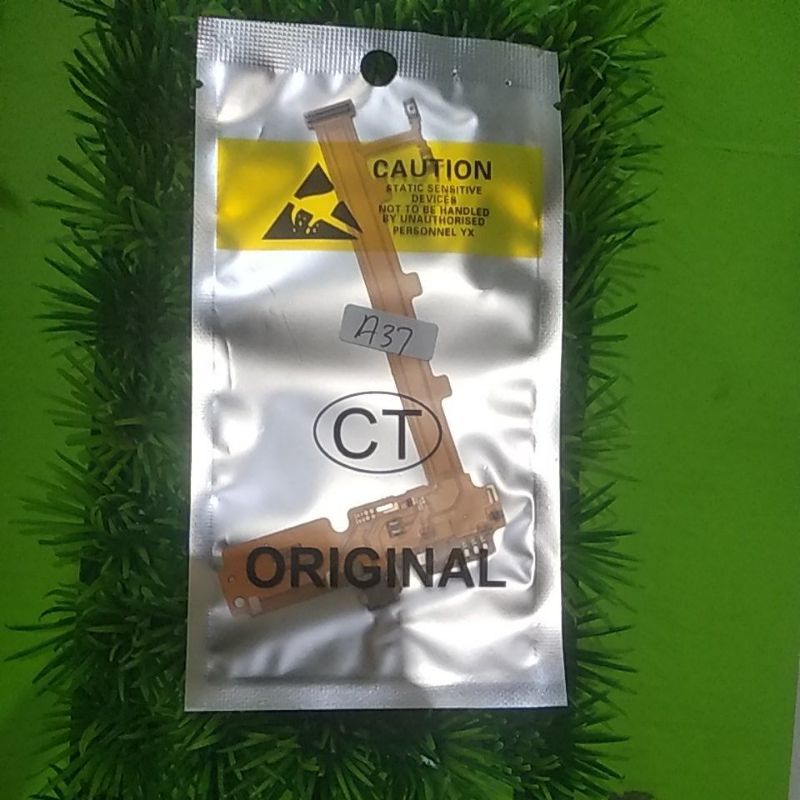 CAUTION
STATIC SENSITIVE
DEVICES
NOT TO BE HANDLED
BY UNAUTHORISED
PERSONNEL YX
A37
CT
ORIGINAL